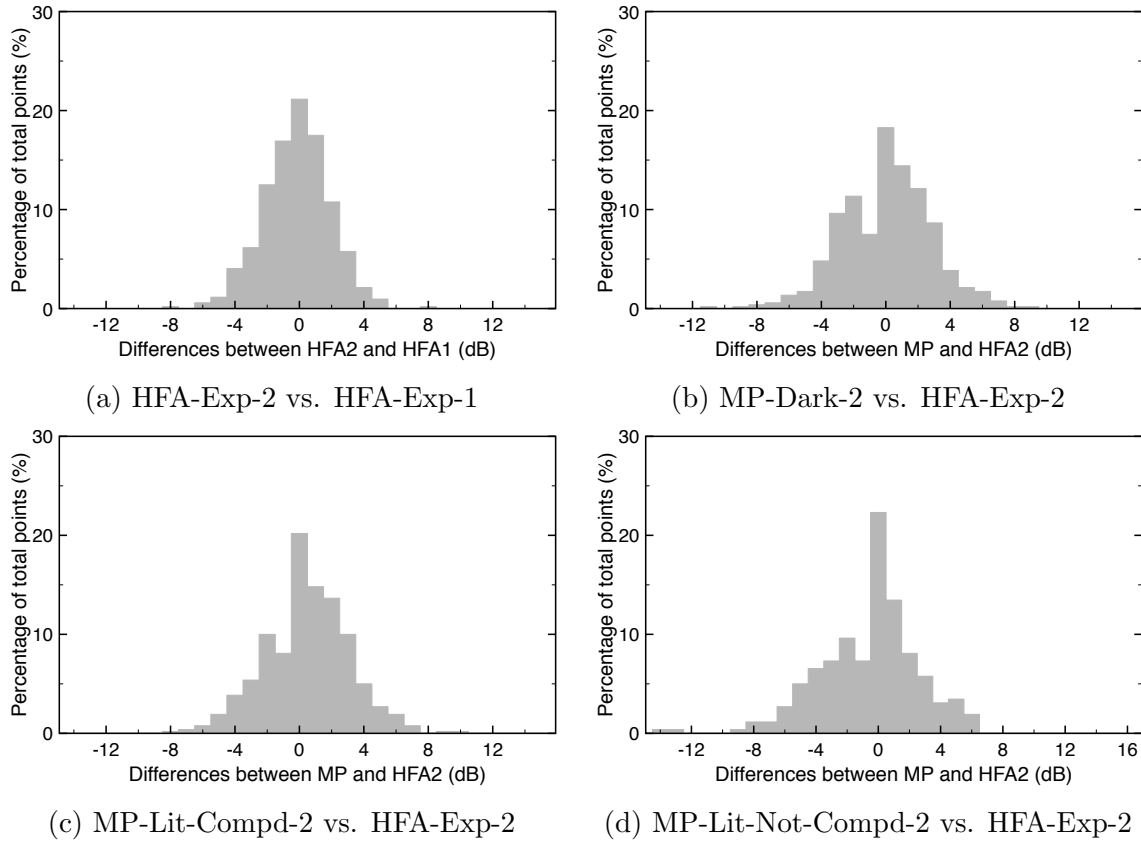 30
20
10
0
Percentage of total points (%)
-12 -8 -4 0 4 8 12
Differences between HFA2 and HFA1 (dB)
(a) HFA-Exp-2 vs. HFA-Exp-1
30
20
10
0
Percentage of total points (%)
-12 -8 -4 0 4 8 12
Differences between MP and HFA2 (dB)
(b) MP-Dark-2 vs. HFA-Exp-2
30
20
10
0
Percentage of total points (%)
-12 -8 -4 0 4 8 12
Differences between MP and HFA2 (dB)
(c) MP-Lit-Compd-2 vs. HFA-Exp-2
30
20
10
0
Percentage of total points (%)
-12 -8 -4 0 4 8 12 16
Differences between MP and HFA2 (dB)
(d) MP-Lit-Not-Compd-2 vs. HFA-Exp-2